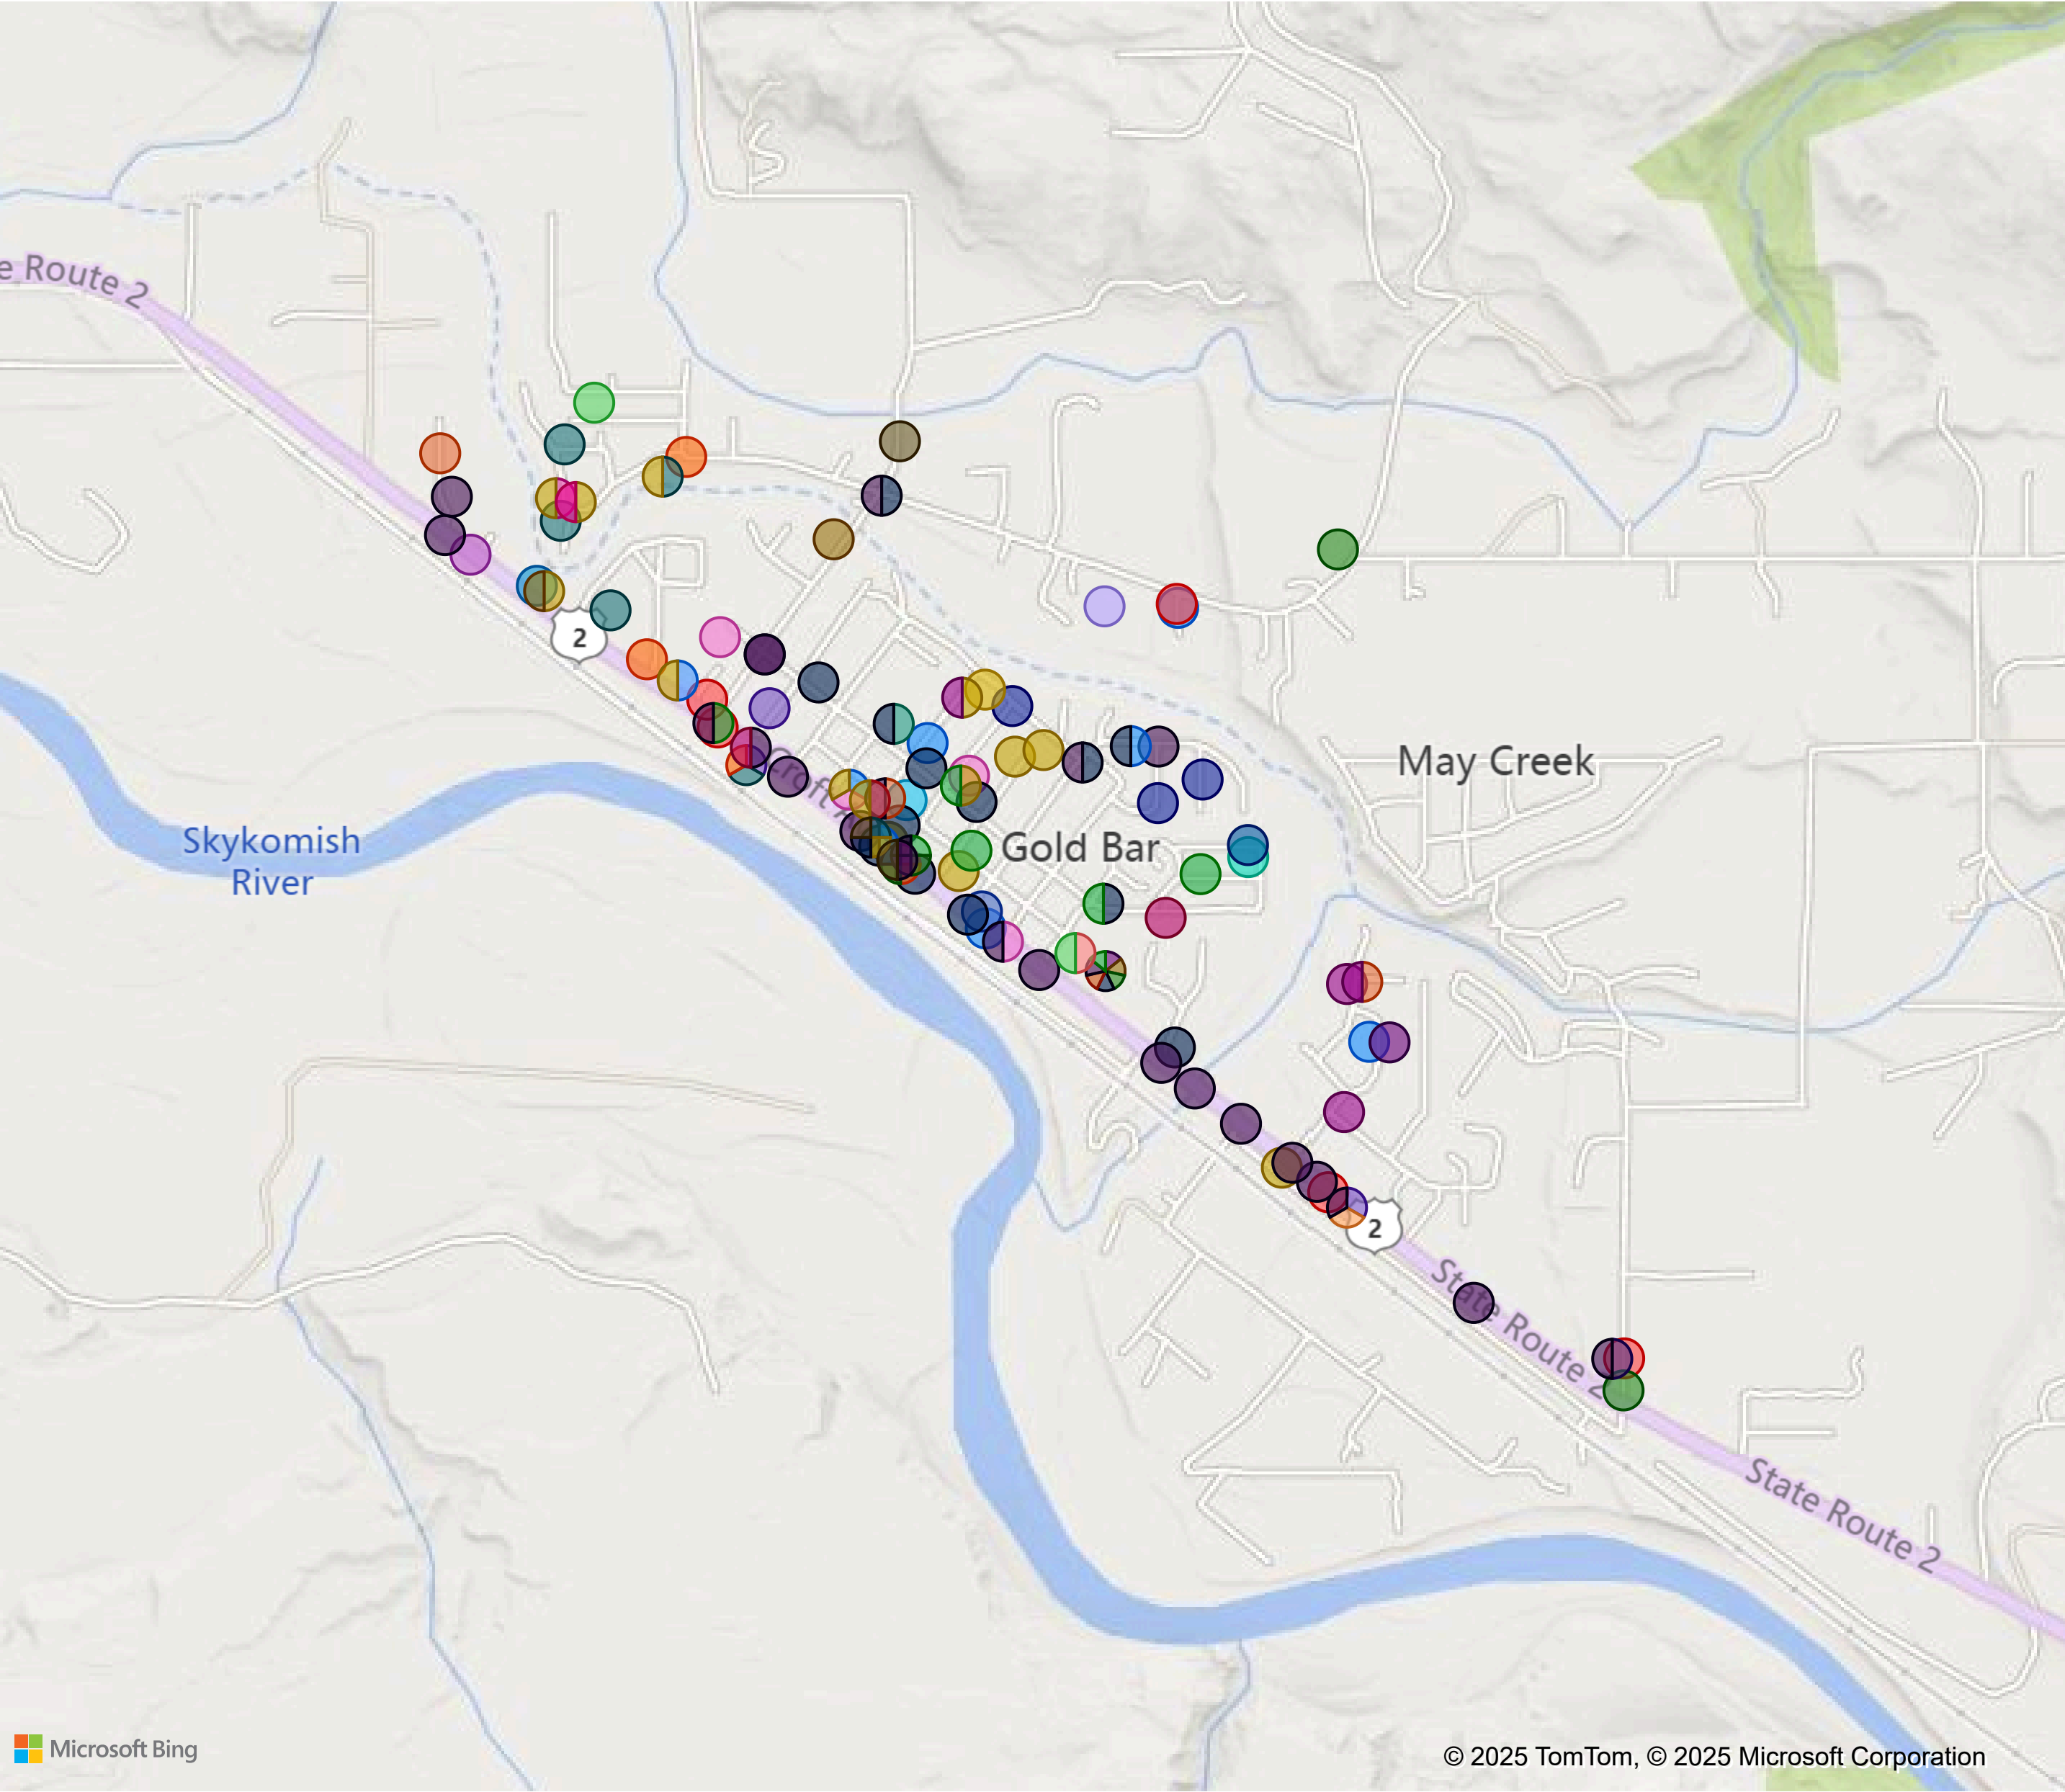 e Route 2
2
Croft A
May Creek
Skykomish
River
Gold Bar
2
State Route 2
State Route 2
Microsoft Bing
© 2025 TomTom, © 2025 Microsoft Corporation